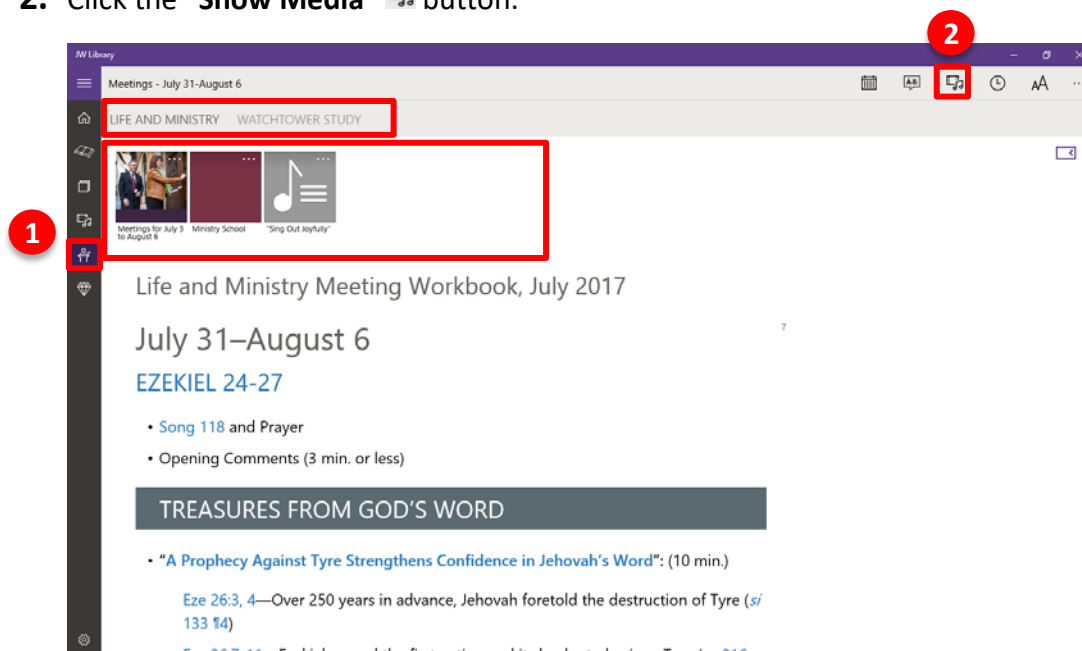 2. Click the "Show Media" button.
2
JW Library
Meetings - July 31-August 6
LIFE AND MINISTRY WATCHTOWER STUDY
Meetings for July 3 to August 6
Ministry School
"Sing Out Joyfully"
1
Life and Ministry Meeting Workbook, July 2017
7
July 31–August 6
EZEKIEL 24-27
• Song 118 and Prayer
• Opening Comments (3 min. or less)
TREASURES FROM GOD'S WORD
• "A Prophecy Against Tyre Strengthens Confidence in Jehovah's Word": (10 min.)
Eze 26:3, 4—Over 250 years in advance, Jehovah foretold the destruction of Tyre (si
133 ¶4)